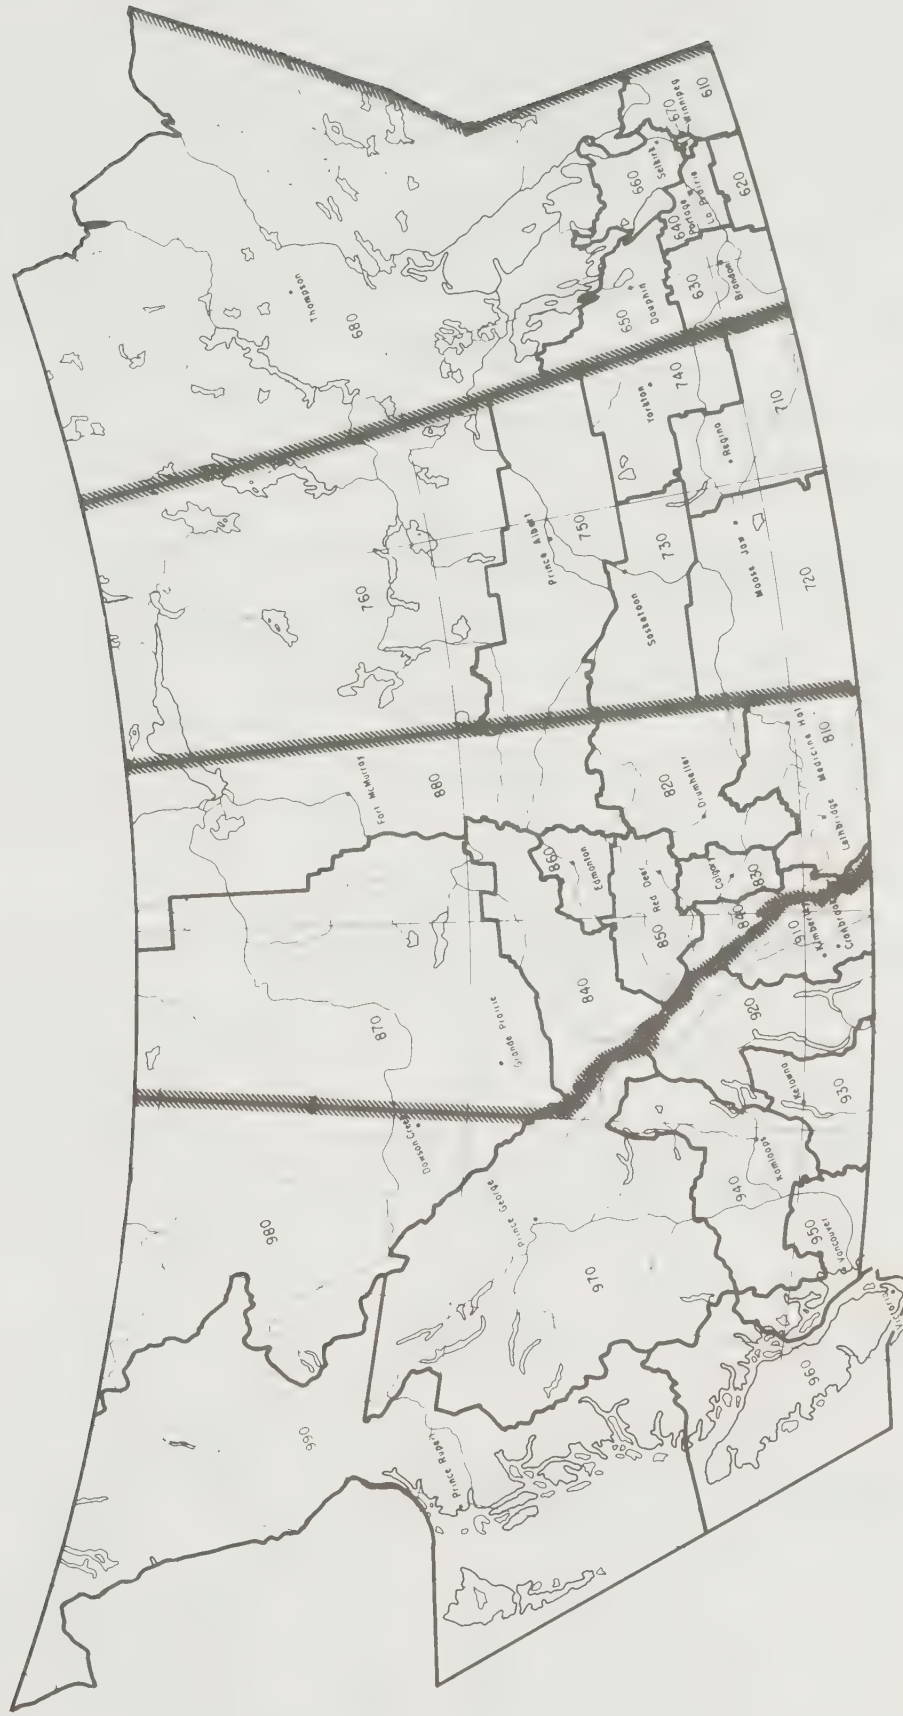 990
980
970
960
950
940
930
920
910
880
870
860
850
840
840
830
820
810
760
750
740
730
720
710
680
670
660
650
640
630
620
610
Prince Rupert
Prince George
Dawson Creek
Victoria
Vancouver
Kamloops
Kelowna
Kimberley
Cranbrook
Grande Prairie
Fort McMurray
Edmonton
Red Deer
Calgary
Drumheller
Lethbridge
Medicine Hat
Prince Albert
Saskatoon
Moose Jaw
Regina
Yorkton
Thompson
Dauphin
Brandon
Portage
La Prairie
Selkirk
Winnipeg